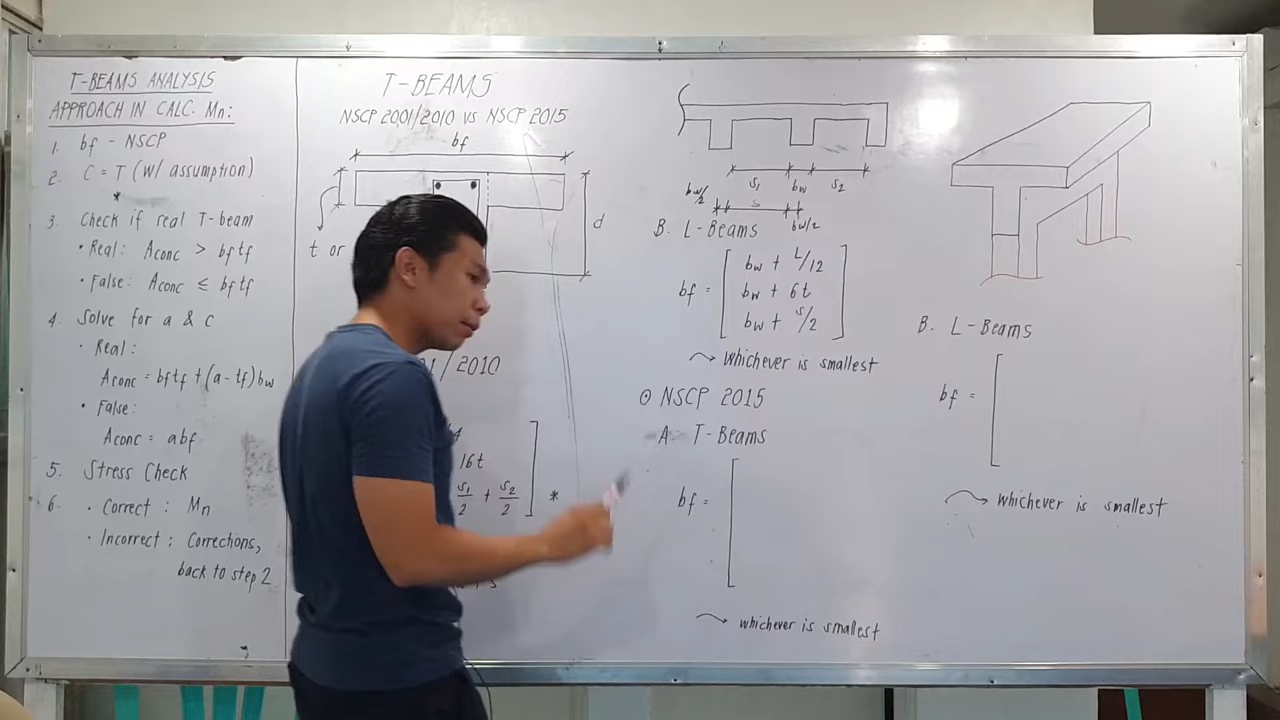 T-BEAMS ANALYSIS
APPROACH IN CALC. Mn:
1. bf - NSCP
2. C = T (w/ assumption)
*
3. Check if real T-beam
• Real: Aconc > bftf
• False: Aconc ≤ bftf
4. Solve for a & c
• Real:
Aconc = bftf + (a - tf)bw
• False:
Aconc = abf
5. Stress Check
6. • Correct: Mn
• Incorrect: Corrections,
back to step 2
T-BEAMS
NSCP 2001/2010 vs NSCP 2015
bf
t or
d
/2010
16t
s1/2 + s2/2 *
s1 bw s2
bw/2 s bw/2
B. L-Beams
bf = bw + L/12
bw + 6t
bw + s/2
whichever is smallest
⊙ NSCP 2015
A. T-Beams
bf =
whichever is smallest
B. L-Beams
bf =
whichever is smallest